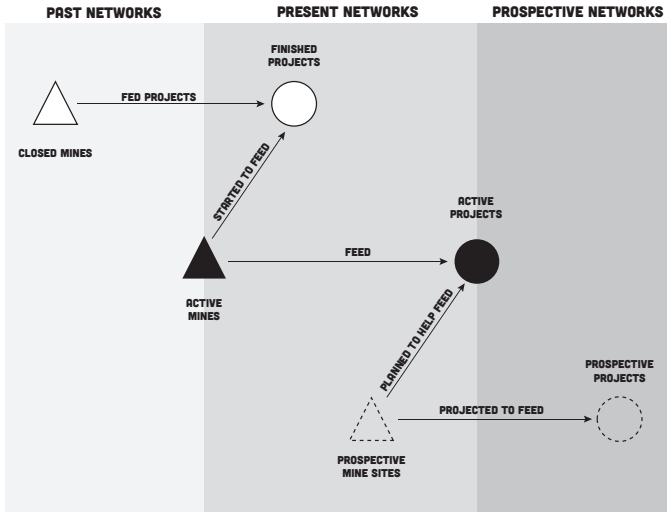 PAST NETWORKS
PRESENT NETWORKS
PROSPECTIVE NETWORKS
FINISHED
PROJECTS
FED PROJECTS
CLOSED MINES
STARTED TO FEED
ACTIVE
PROJECTS
FEED
ACTIVE
MINES
PLANNED TO HELP FEED
PROSPECTIVE
PROJECTS
PROJECTED TO FEED
PROSPECTIVE
MINE SITES